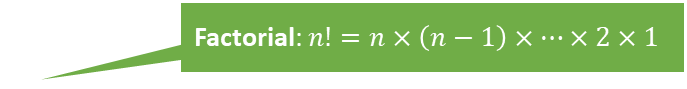 Factorial: n! = n × (n − 1) × ⋯ × 2 × 1